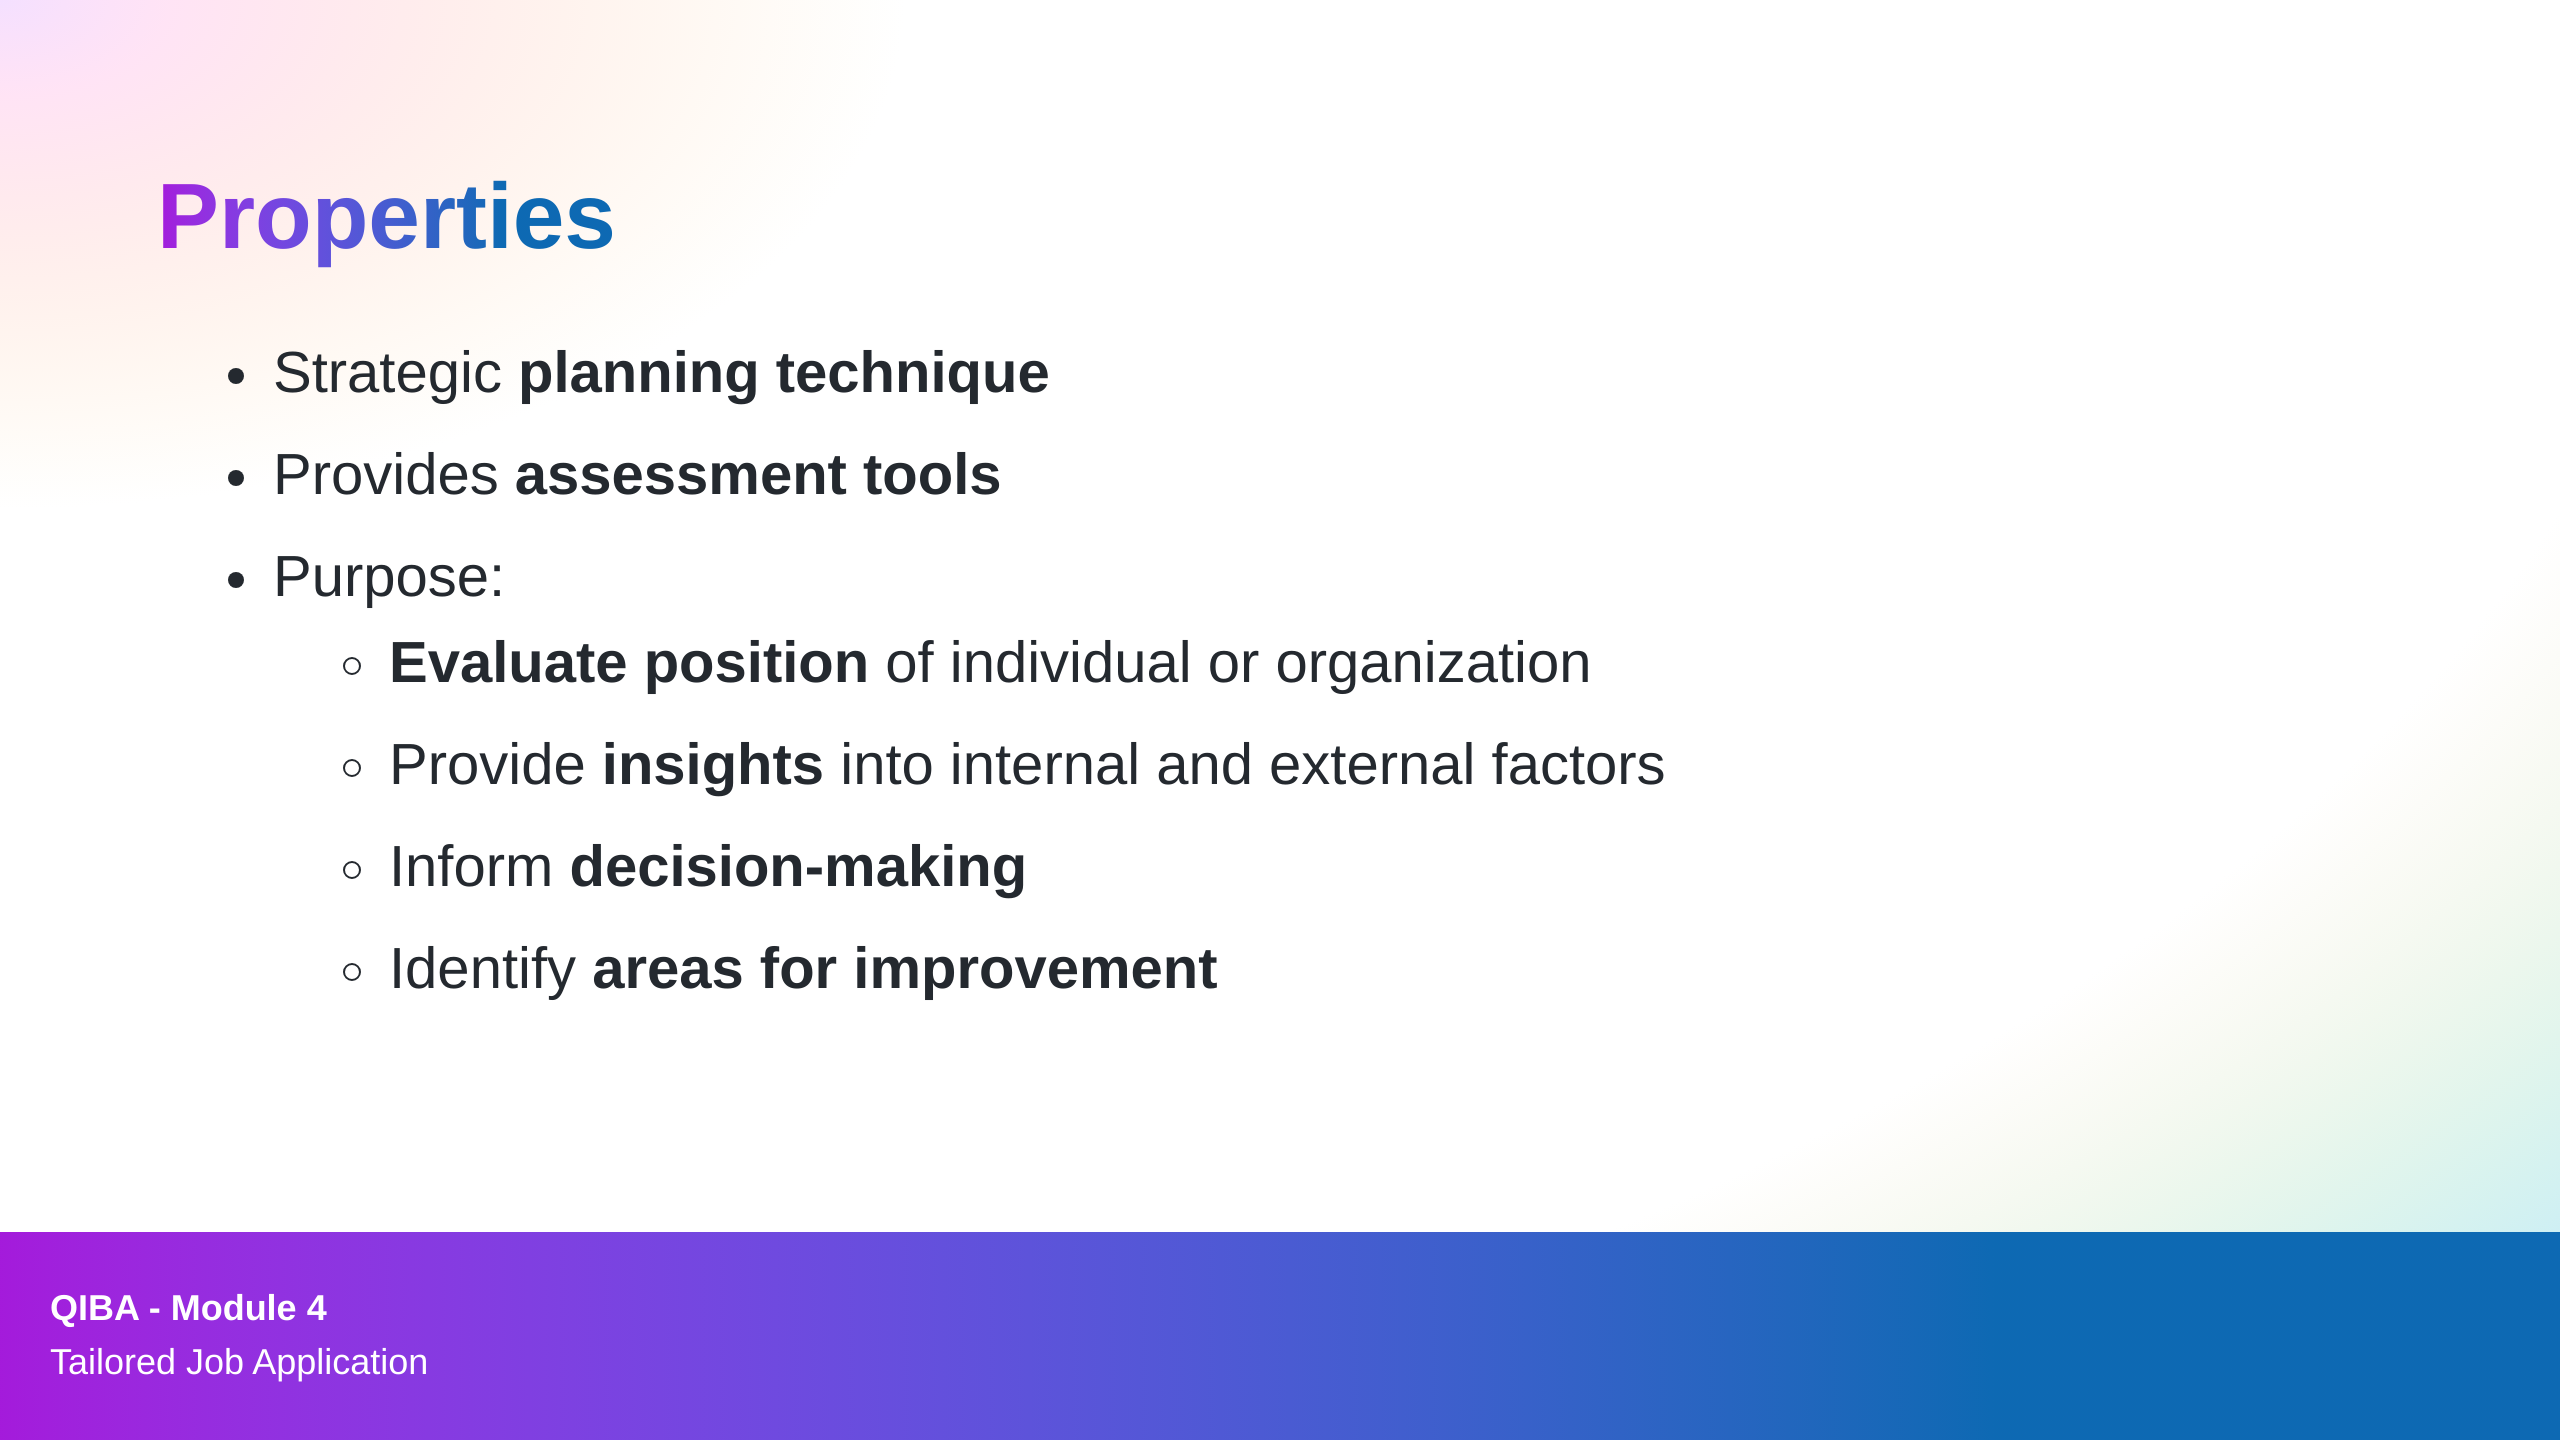 Properties
Strategic planning technique
Provides assessment tools
Purpose:
Evaluate position of individual or organization
Provide insights into internal and external factors
Inform decision-making
Identify areas for improvement
QIBA - Module 4
Tailored Job Application